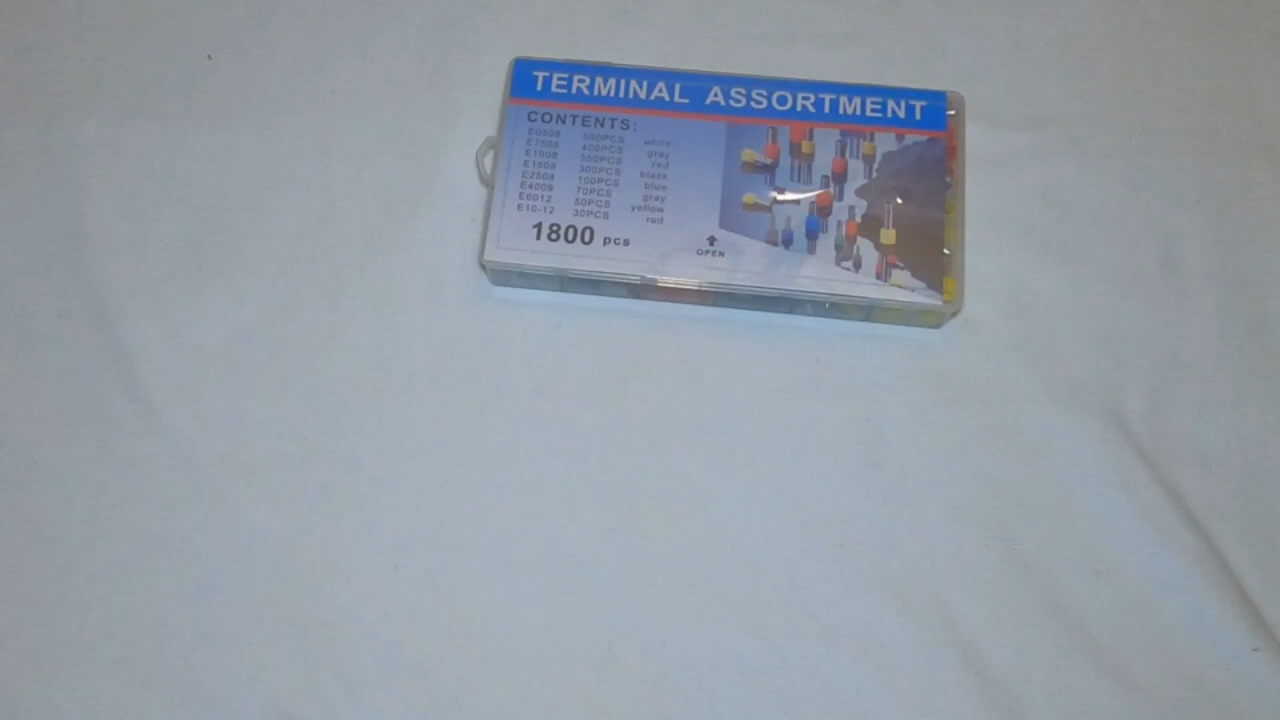 TERMINAL ASSORTMENT
CONTENTS:
E0508 500PCS white
E7508 400PCS gray
E1008 350PCS red
E1508 300PCS black
E2508 100PCS blue
E4009 70PCS gray
E6012 50PCS yellow
E10-12 30PCS red
1800 pcs
OPEN